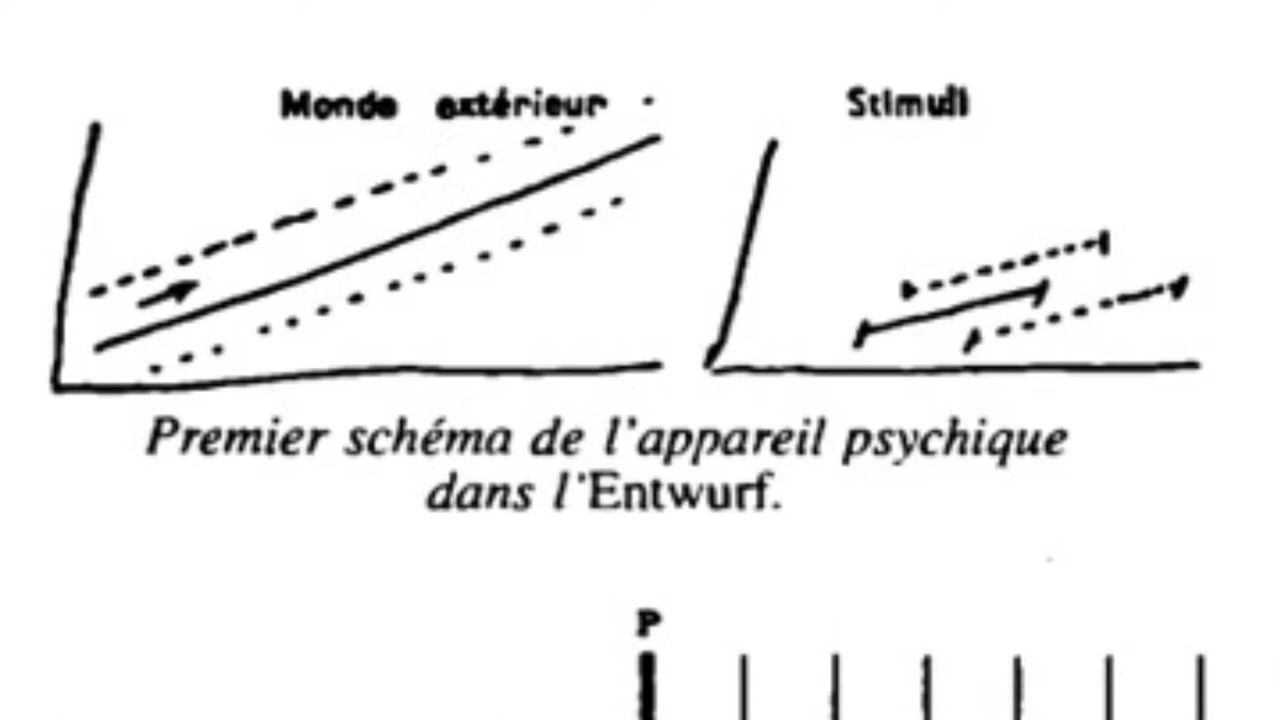 Monde extérieur
Stimuli
Premier schéma de l'appareil psychique
dans l'Entwurf.
P